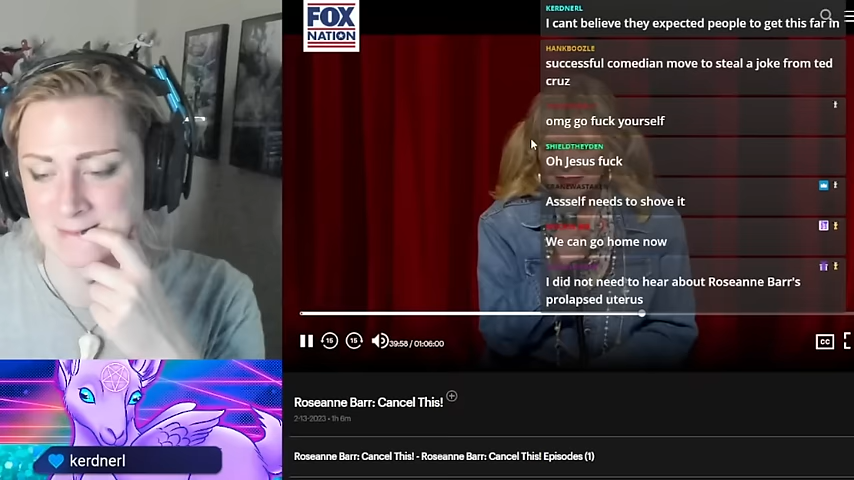 FOX
NATION
KERDNERL
I cant believe they expected people to get this far in
HANKBOOZLE
successful comedian move to steal a joke from ted
cruz
omg go fuck yourself
SHIELDTHEYDEN
Oh Jesus fuck
Assself needs to shove it
We can go home now
I did not need to hear about Roseanne Barr's
prolapsed uterus
15
15
39:58 / 01:06:00
CC
Roseanne Barr: Cancel This!
2-13-2023 • 1h 6m
Roseanne Barr: Cancel This! - Roseanne Barr: Cancel This! Episodes (1)
kerdnerl